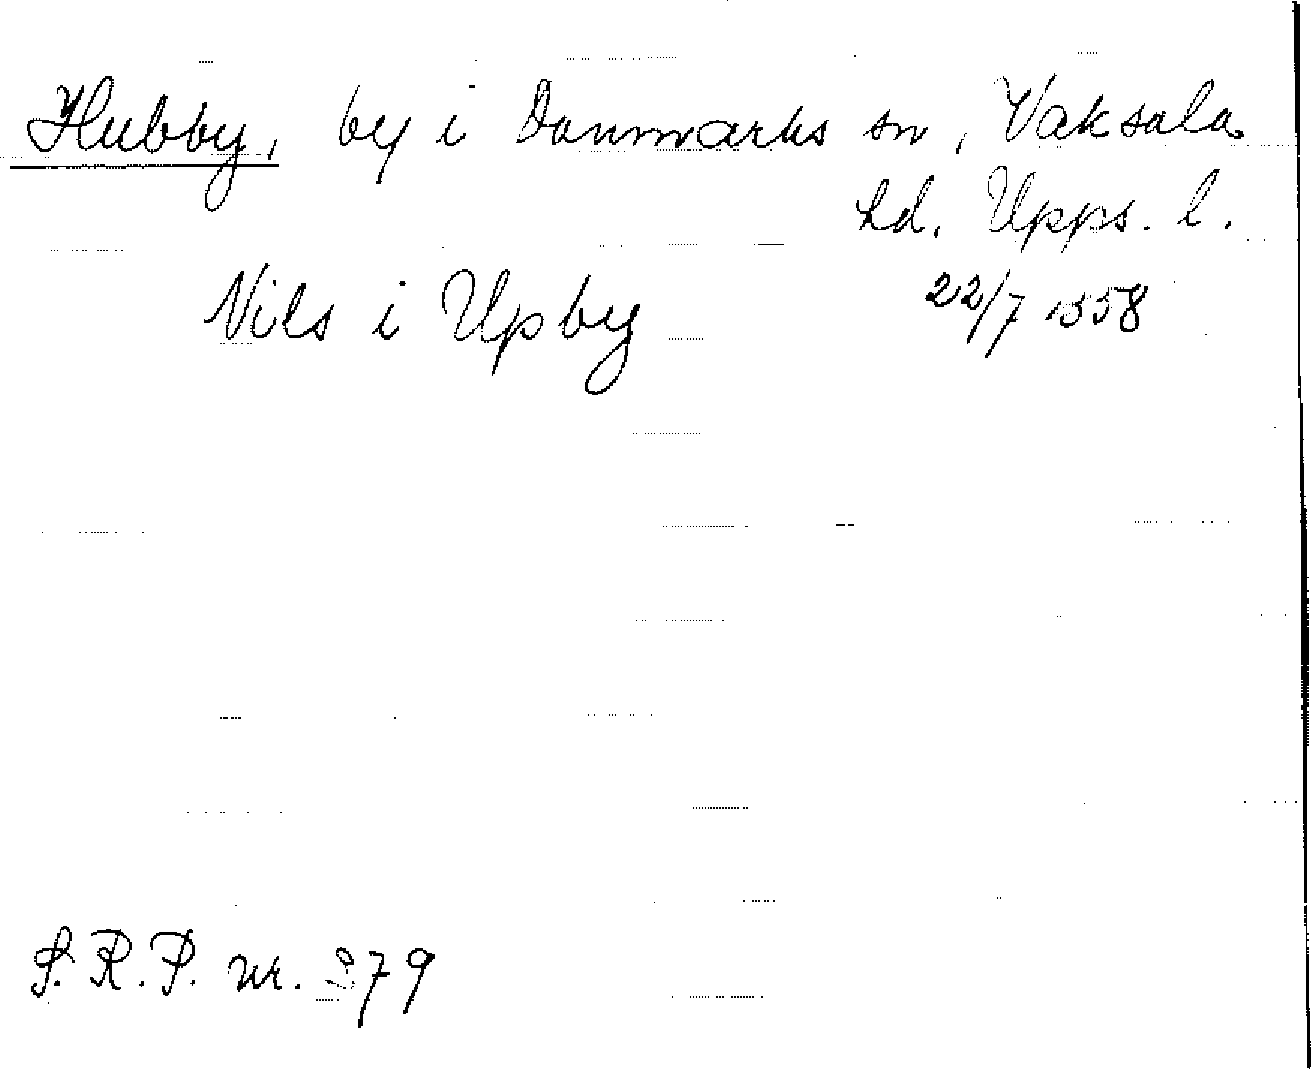 Hubby, by i Danmarks sn, Vaksala
hd. Upps. l.
Nils i Upby 22/7 1358
S.R.P. nr. 379